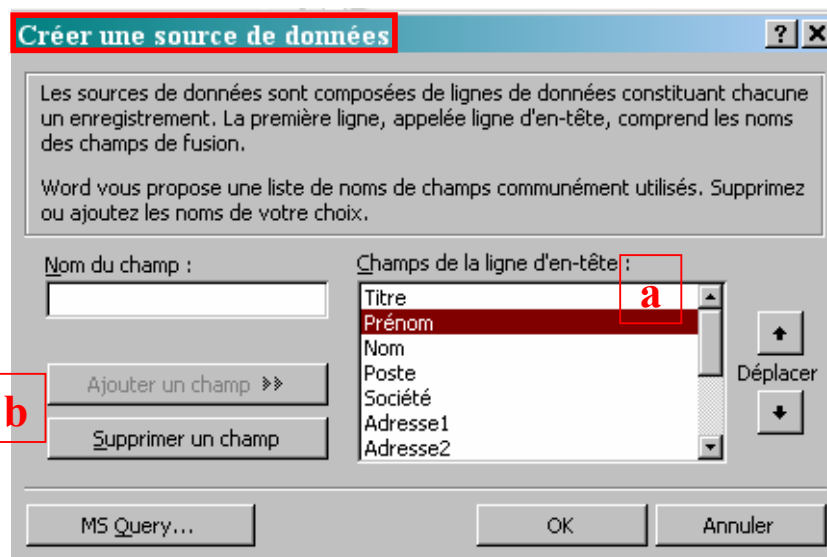 Créer une source de données
? X
Les sources de données sont composées de lignes de données constituant chacune
un enregistrement. La première ligne, appelée ligne d'en-tête, comprend les noms
des champs de fusion.
Word vous propose une liste de noms de champs communément utilisés. Supprimez
ou ajoutez les noms de votre choix.
Nom du champ :
Champs de la ligne d'en-tête :
a
Titre
Prénom
Nom
Poste
Société
Adresse1
Adresse2
Déplacer
b
Ajouter un champ
Supprimer un champ
MS Query...
OK
Annuler